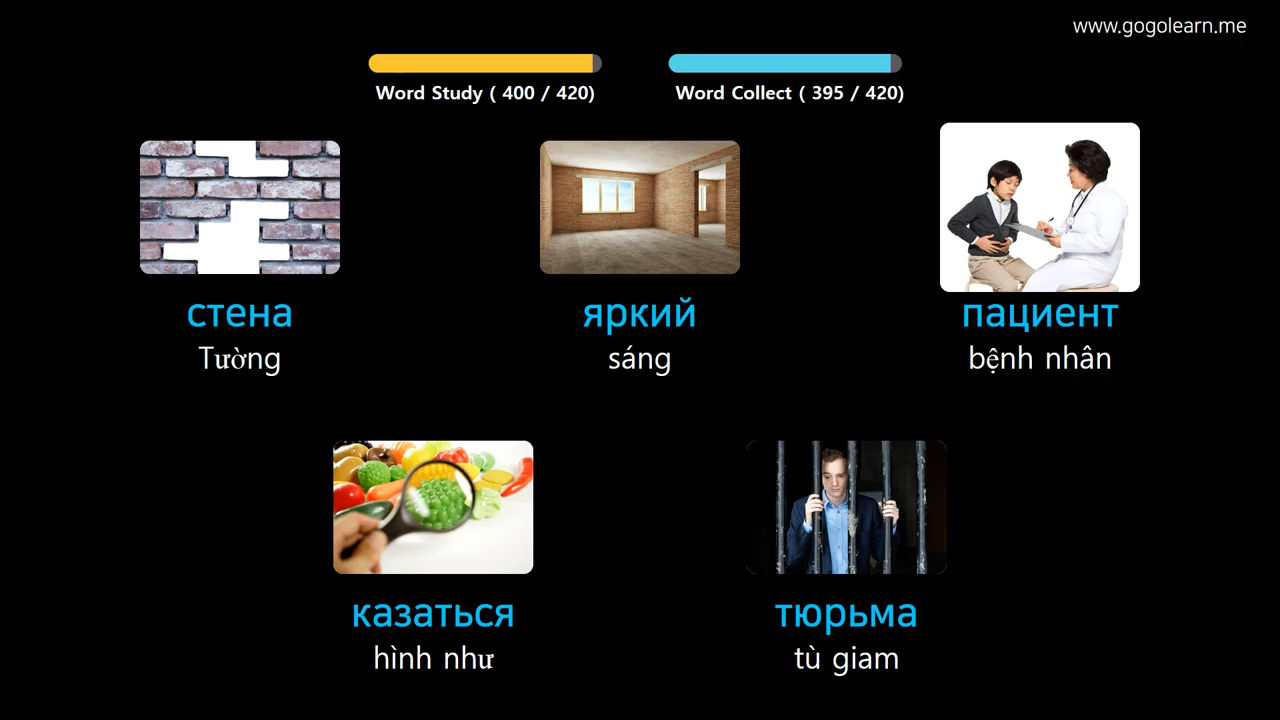 www.gogolearn.me
Word Study ( 400 / 420)
Word Collect ( 395 / 420)
стена
Tường
яркий
sáng
пациент
bệnh nhân
казаться
hình như
тюрьма
tù giam